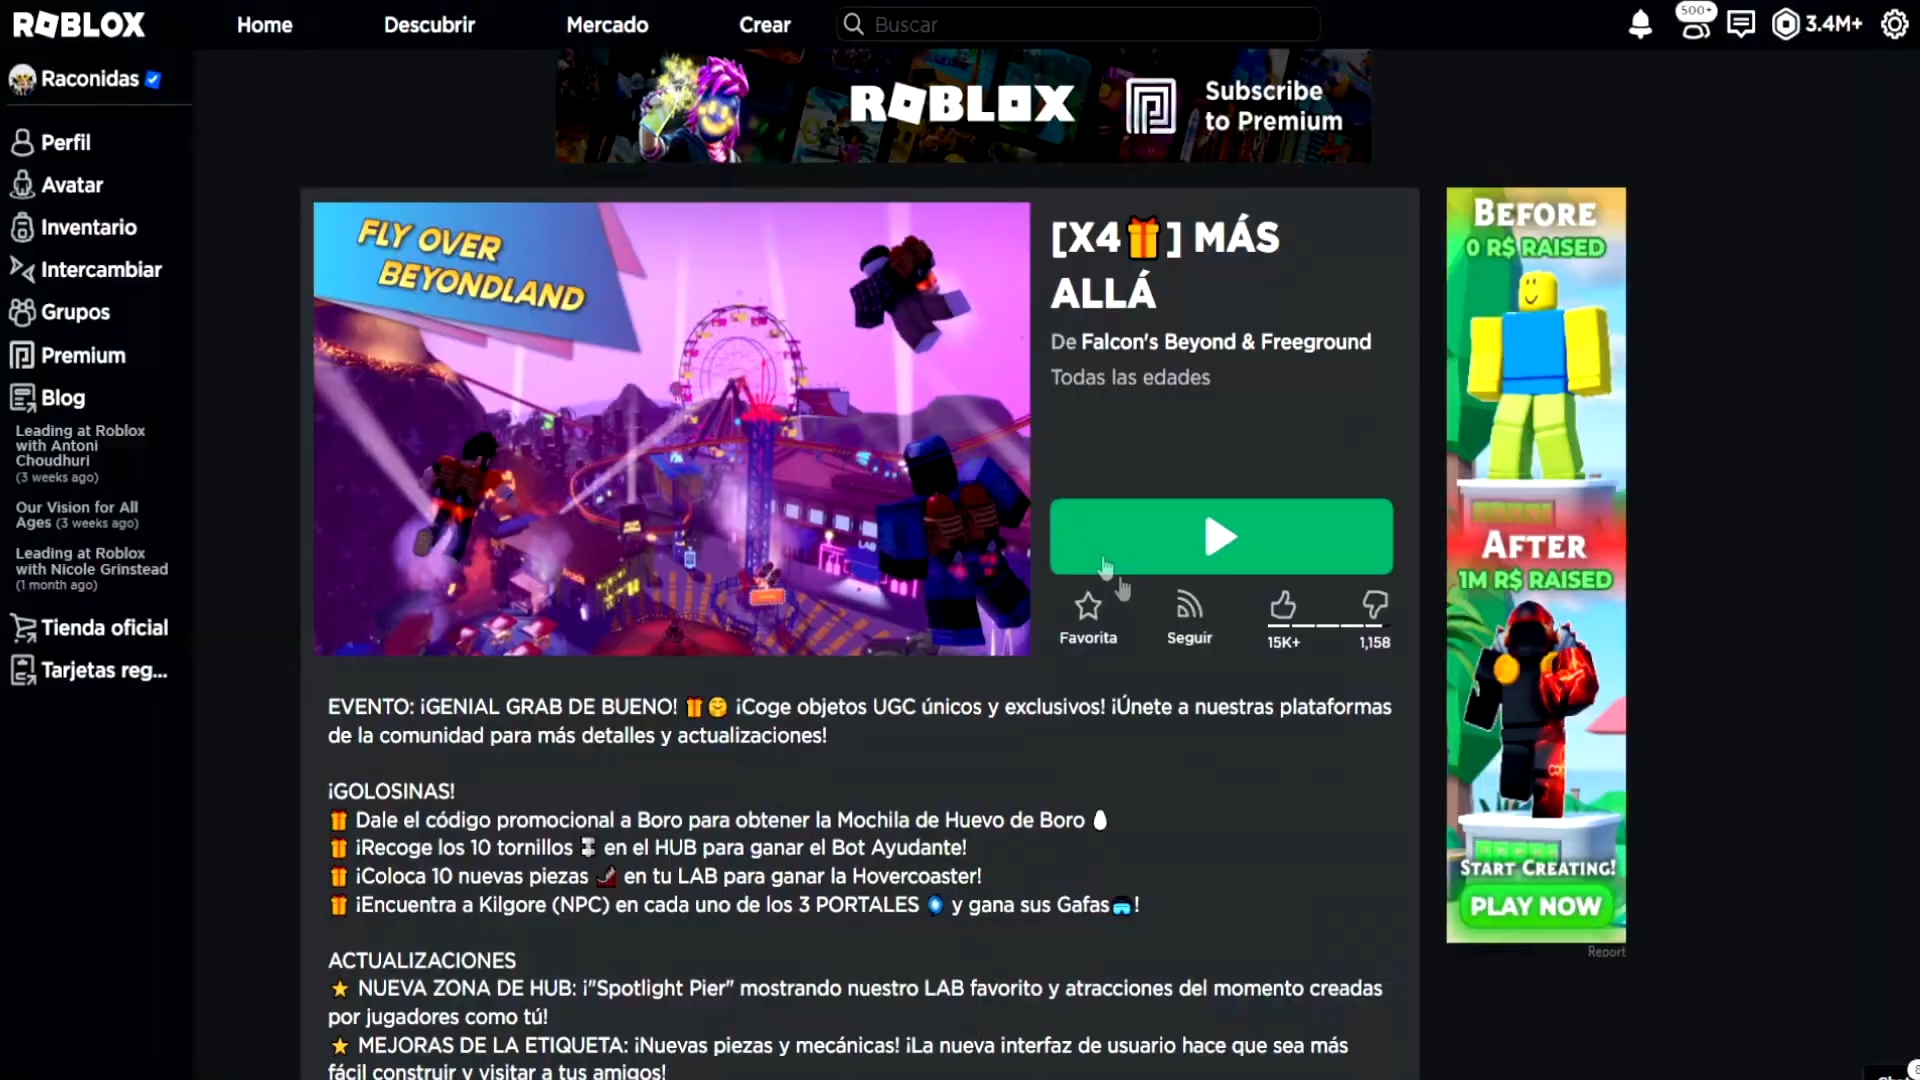 ROBLOX
Home
Descubrir
Mercado
Crear
Buscar
500+
3.4M+
Raconidas
Perfil
Avatar
Inventario
Intercambiar
Grupos
Premium
Blog
Leading at Roblox
with Antoni
Choudhuri
(3 weeks ago)
Our Vision for All
Ages (3 weeks ago)
Leading at Roblox
with Nicole Grinstead
(1 month ago)
Tienda oficial
Tarjetas reg...
ROBLOX
Subscribe
to Premium
FLY OVER
BEYONDLAND
LAB
[X4🎁] MÁS
ALLÁ
De Falcon's Beyond & Freeground
Todas las edades
Favorita
Seguir
15K+
1,158
EVENTO: ¡GENIAL GRAB DE BUENO! 🎁🤗 ¡Coge objetos UGC únicos y exclusivos! ¡Únete a nuestras plataformas
de la comunidad para más detalles y actualizaciones!
¡GOLOSINAS!
🎁 Dale el código promocional a Boro para obtener la Mochila de Huevo de Boro 🥚
🎁 ¡Recoge los 10 tornillos 🔩 en el HUB para ganar el Bot Ayudante!
🎁 ¡Coloca 10 nuevas piezas 🎢 en tu LAB para ganar la Hovercoaster!
🎁 ¡Encuentra a Kilgore (NPC) en cada uno de los 3 PORTALES 🧿 y gana sus Gafas🥽!
ACTUALIZACIONES
⭐ NUEVA ZONA DE HUB: ¡"Spotlight Pier" mostrando nuestro LAB favorito y atracciones del momento creadas
por jugadores como tú!
⭐ MEJORAS DE LA ETIQUETA: ¡Nuevas piezas y mecánicas! ¡La nueva interfaz de usuario hace que sea más
fácil construir y visitar a tus amigos!
BEFORE
0 R$ RAISED
AFTER
1M R$ RAISED
START CREATING!
PLAY NOW
Report